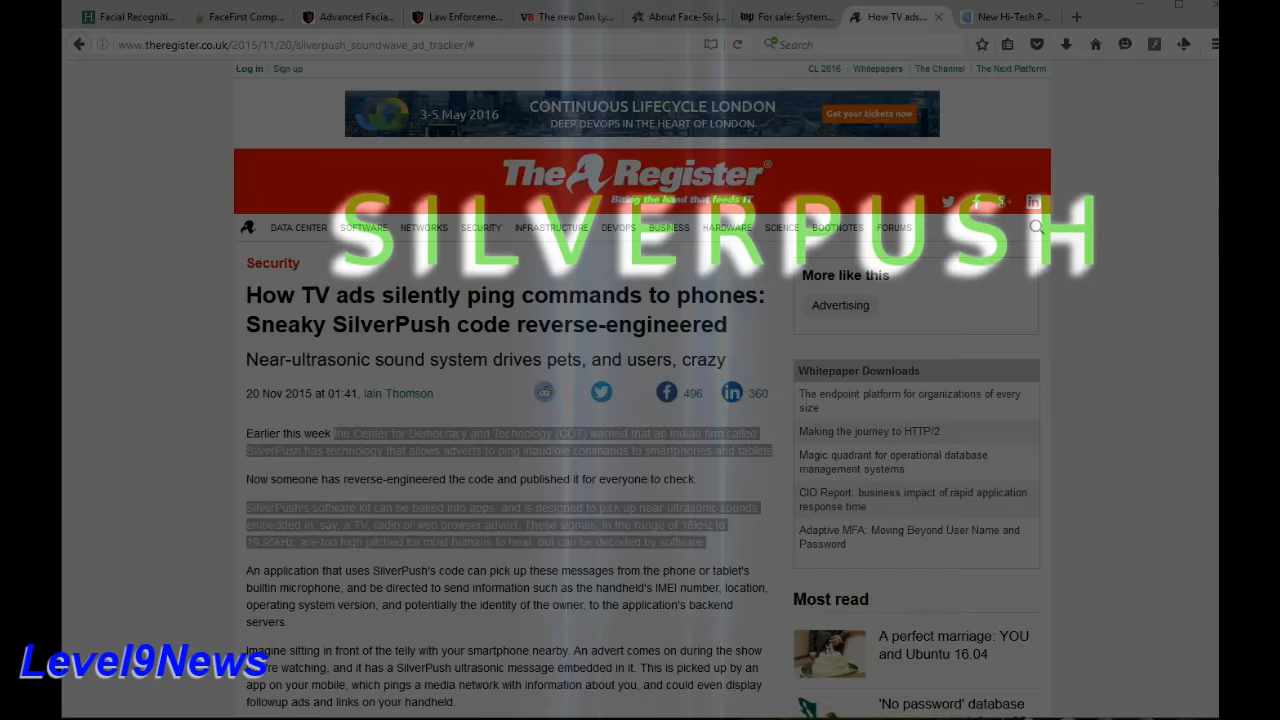 Facial Recogniti...
FaceFirst Comp...
Advanced Facia...
Law Enforceme...
The new Dan Ly...
About Face-Six |...
For sale: System...
How TV ads...
New Hi-Tech P...
www.theregister.co.uk/2015/11/20/silverpush_soundwave_ad_tracker/#
Search
Log in Sign up
CL 2016 Whitepapers The Channel The Next Platform
3-5 May 2016
CONTINUOUS LIFECYCLE LONDON
DEEP DEVOPS IN THE HEART OF LONDON
Get your tickets now
The Register®
Biting the hand that feeds IT
SILVERPUSH
DATA CENTER SOFTWARE NETWORKS SECURITY INFRASTRUCTURE DEVOPS BUSINESS HARDWARE SCIENCE BOOTNOTES FORUMS
Security
How TV ads silently ping commands to phones:
Sneaky SilverPush code reverse-engineered
Near-ultrasonic sound system drives pets, and users, crazy
20 Nov 2015 at 01:41, Iain Thomson
496
360
Earlier this week the Center for Democracy and Technology (CDT) warned that an Indian firm called
SilverPush has technology that allows adverts to ping inaudible commands to smartphones and tablets.
Now someone has reverse-engineered the code and published it for everyone to check.
SilverPush's software kit can be baked into apps, and is designed to pick up near ultrasonic sounds
embedded in, say, a TV, radio or web browser advert. These signals, in the range of 18kHz to
19.95kHz, are too high pitched for most humans to hear, but can be decoded by software.
An application that uses SilverPush's code can pick up these messages from the phone or tablet's
builtin microphone, and be directed to send information such as the handheld's IMEI number, location,
operating system version, and potentially the identity of the owner, to the application's backend
servers.
Imagine sitting in front of the telly with your smartphone nearby. An advert comes on during the show
you're watching, and it has a SilverPush ultrasonic message embedded in it. This is picked up by an
app on your mobile, which pings a media network with information about you, and could even display
followup ads and links on your handheld.
More like this
Advertising
Whitepaper Downloads
The endpoint platform for organizations of every
size
Making the journey to HTTP/2
Magic quadrant for operational database
management systems
CIO Report: business impact of rapid application
response time
Adaptive MFA: Moving Beyond User Name and
Password
Most read
A perfect marriage: YOU
and Ubuntu 16.04
'No password' database
Level9News